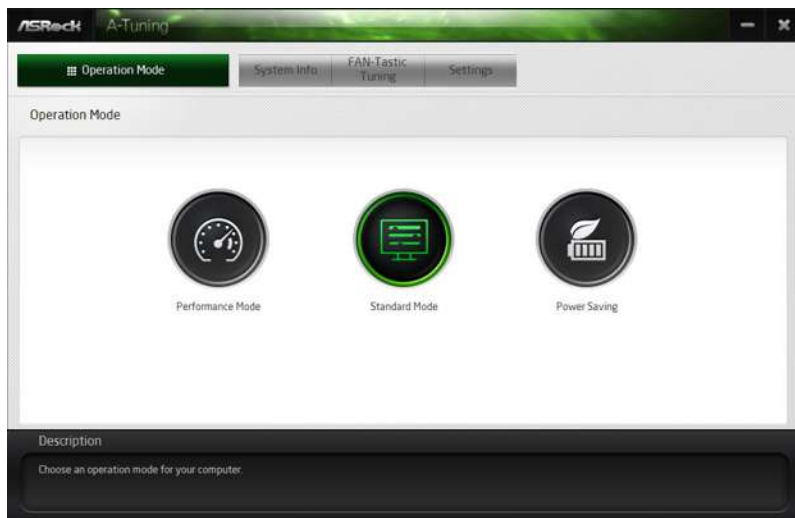 ASRock A-Tuning
Operation Mode System Info FAN-Tastic Tuning Settings
Operation Mode
Performance Mode Standard Mode Power Saving
Description
Choose an operation mode for your computer.